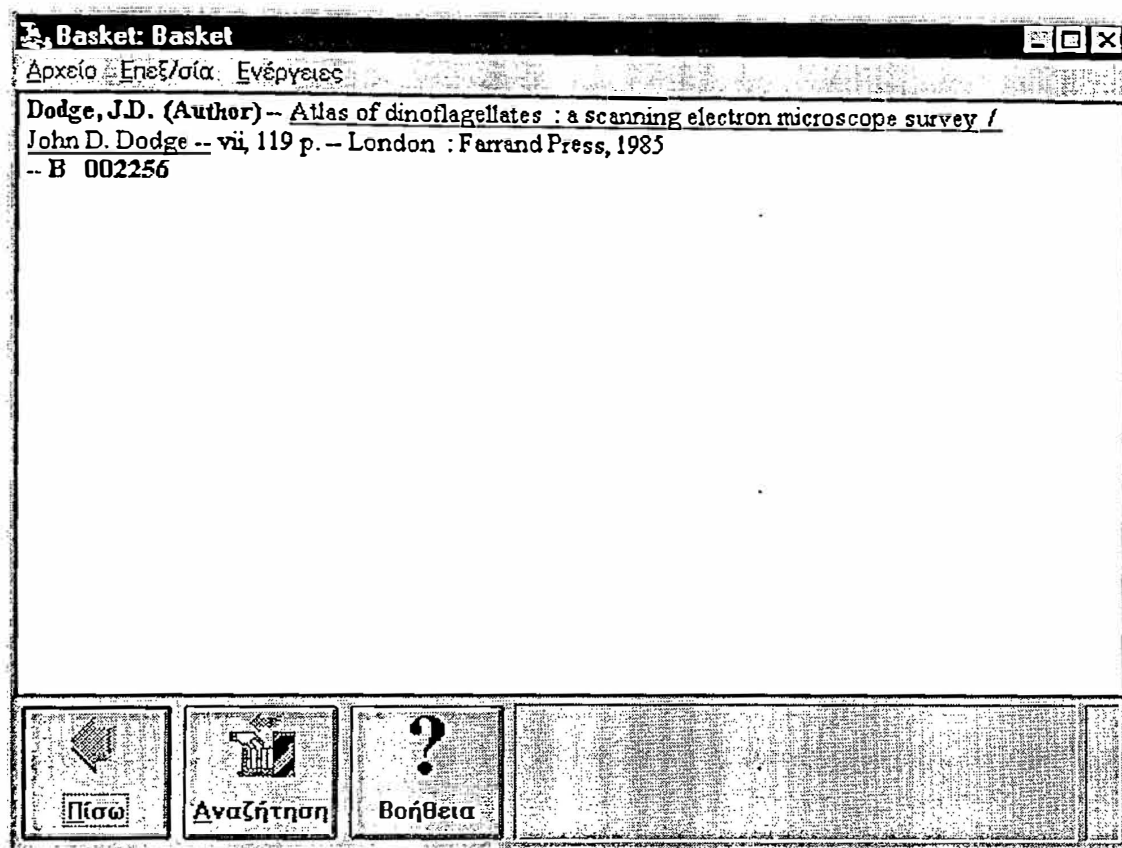 Basket: Basket
Αρχείο Επεξ/σία Ενέργειες
Dodge, J.D. (Author) -- Atlas of dinoflagellates : a scanning electron microscope survey /
John D. Dodge -- vii, 119 p. -- London : Farrand Press, 1985
-- B 002256
Πίσω Αναζήτηση Βοήθεια